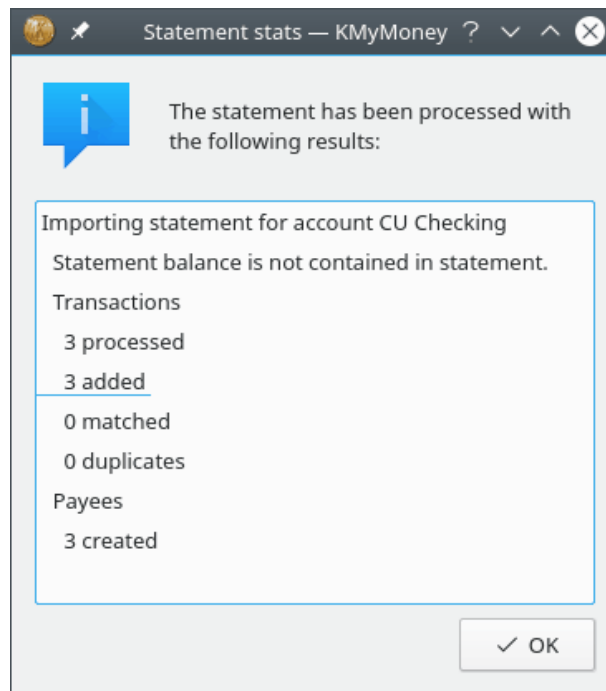 Statement stats — KMyMoney
The statement has been processed with
the following results:
Importing statement for account CU Checking
Statement balance is not contained in statement.
Transactions
3 processed
3 added
0 matched
0 duplicates
Payees
3 created
OK